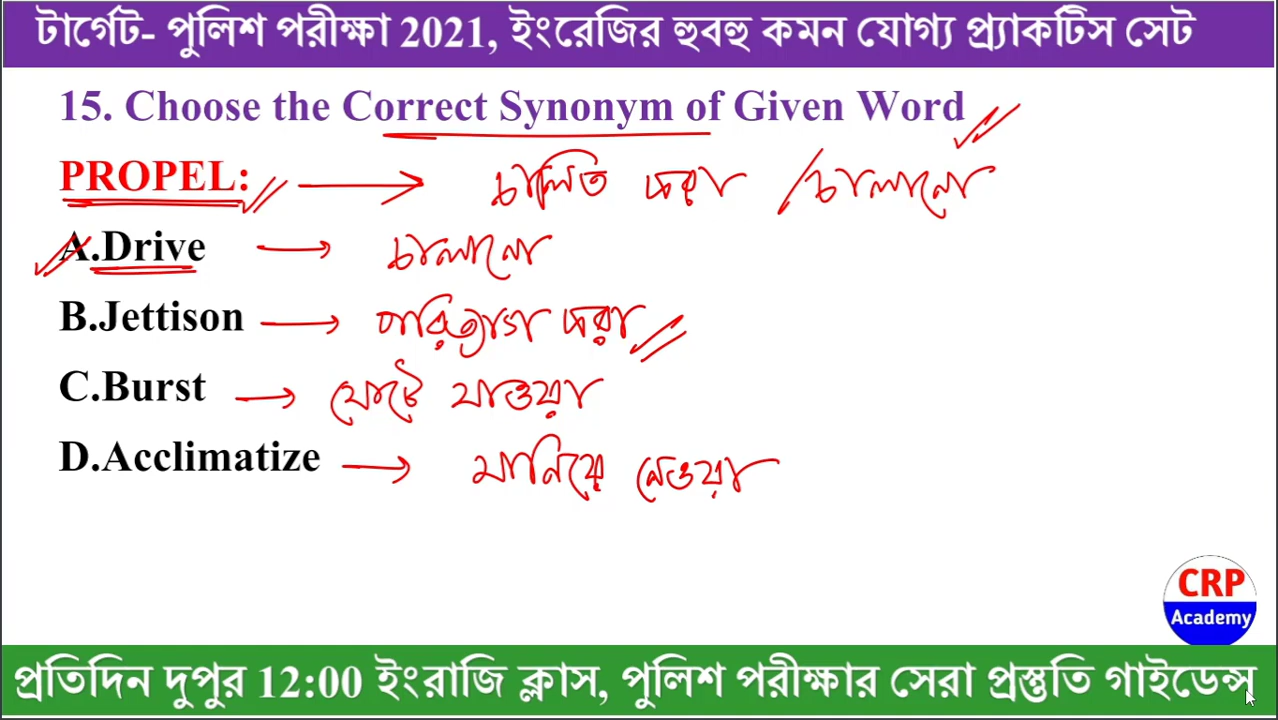 টার্গেট- পুলিশ পরীক্ষা 2021, ইংরেজির হুবহু কমন যোগ্য প্র্যাকটিস সেট
15. Choose the Correct Synonym of Given Word
PROPEL: চালিত করা / চালানো
A.Drive চালানো
B.Jettison পরিত্যাগ করা
C.Burst ফেটে যাওয়া
D.Acclimatize মানিয়ে নেওয়া
CRP
Academy
প্রতিদিন দুপুর 12:00 ইংরাজি ক্লাস, পুলিশ পরীক্ষার সেরা প্রস্তুতি গাইডেন্স